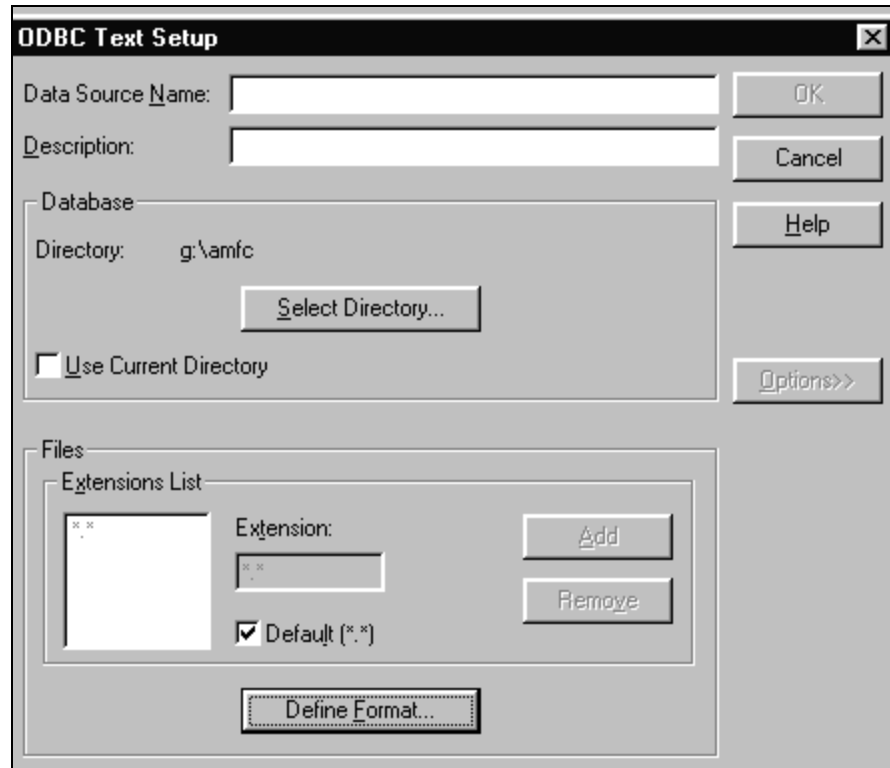 ODBC Text Setup
Data Source Name:
OK
Description:
Cancel
Database
Help
Directory: g:\amfc
Select Directory...
Use Current Directory
Options>>
Files
Extensions List
*.*
Extension:
Add
*.*
Remove
Default (*.*)
Define Format...